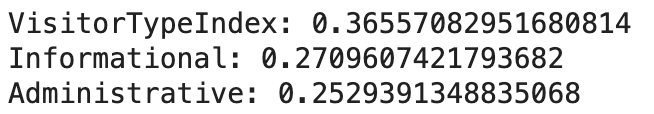 VisitorTypeIndex: 0.36557082951680814
Informational: 0.2709607421793682
Administrative: 0.2529391348835068